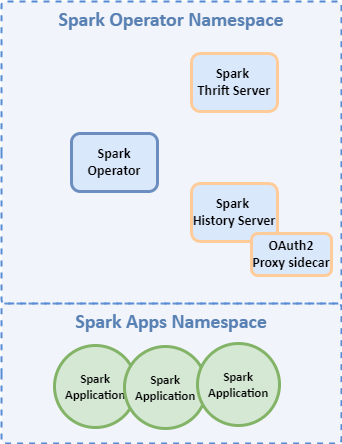 Spark Operator Namespace
Spark
Thrift Server
Spark
Operator
Spark
History Server
OAuth2
Proxy sidecar
Spark Apps Namespace
Spark
Application
Spark
Application
Spark
Application